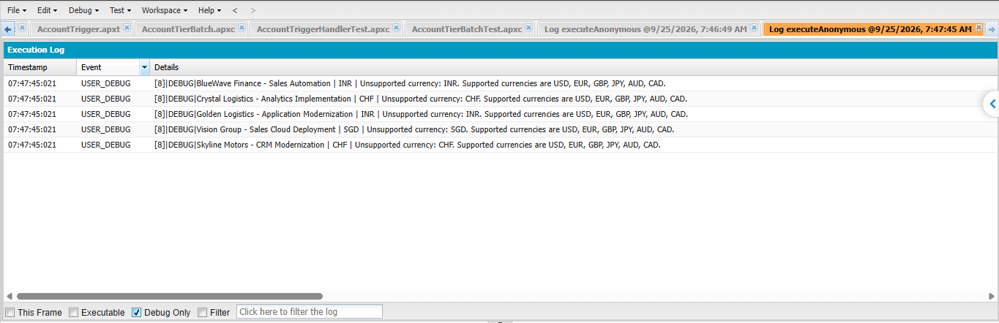 File Edit Debug Test Workspace Help < >
AccountTrigger.apxt AccountTierBatch.apxc AccountTriggerHandlerTest.apxc AccountTierBatchTest.apxc Log executeAnonymous @9/25/2026, 7:46:49 AM Log executeAnonymous @9/25/2026, 7:47:45 AM
Execution Log
Timestamp Event Details
07:47:45:021 USER_DEBUG [8]|DEBUG|BlueWave Finance - Sales Automation | INR | Unsupported currency: INR. Supported currencies are USD, EUR, GBP, JPY, AUD, CAD.
07:47:45:021 USER_DEBUG [8]|DEBUG|Crystal Logistics - Analytics Implementation | CHF | Unsupported currency: CHF. Supported currencies are USD, EUR, GBP, JPY, AUD, CAD.
07:47:45:021 USER_DEBUG [8]|DEBUG|Golden Logistics - Application Modernization | INR | Unsupported currency: INR. Supported currencies are USD, EUR, GBP, JPY, AUD, CAD.
07:47:45:021 USER_DEBUG [8]|DEBUG|Vision Group - Sales Cloud Deployment | SGD | Unsupported currency: SGD. Supported currencies are USD, EUR, GBP, JPY, AUD, CAD.
07:47:45:021 USER_DEBUG [8]|DEBUG|Skyline Motors - CRM Modernization | CHF | Unsupported currency: CHF. Supported currencies are USD, EUR, GBP, JPY, AUD, CAD.
This Frame Executable Debug Only Filter Click here to filter the log